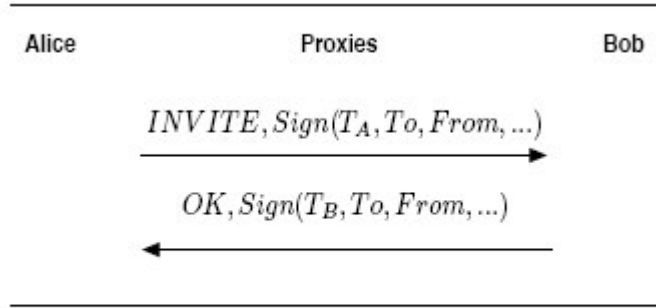 Alice Proxies Bob
INVITE, Sign(T_A, To, From, ...)
OK, Sign(T_B, To, From, ...)